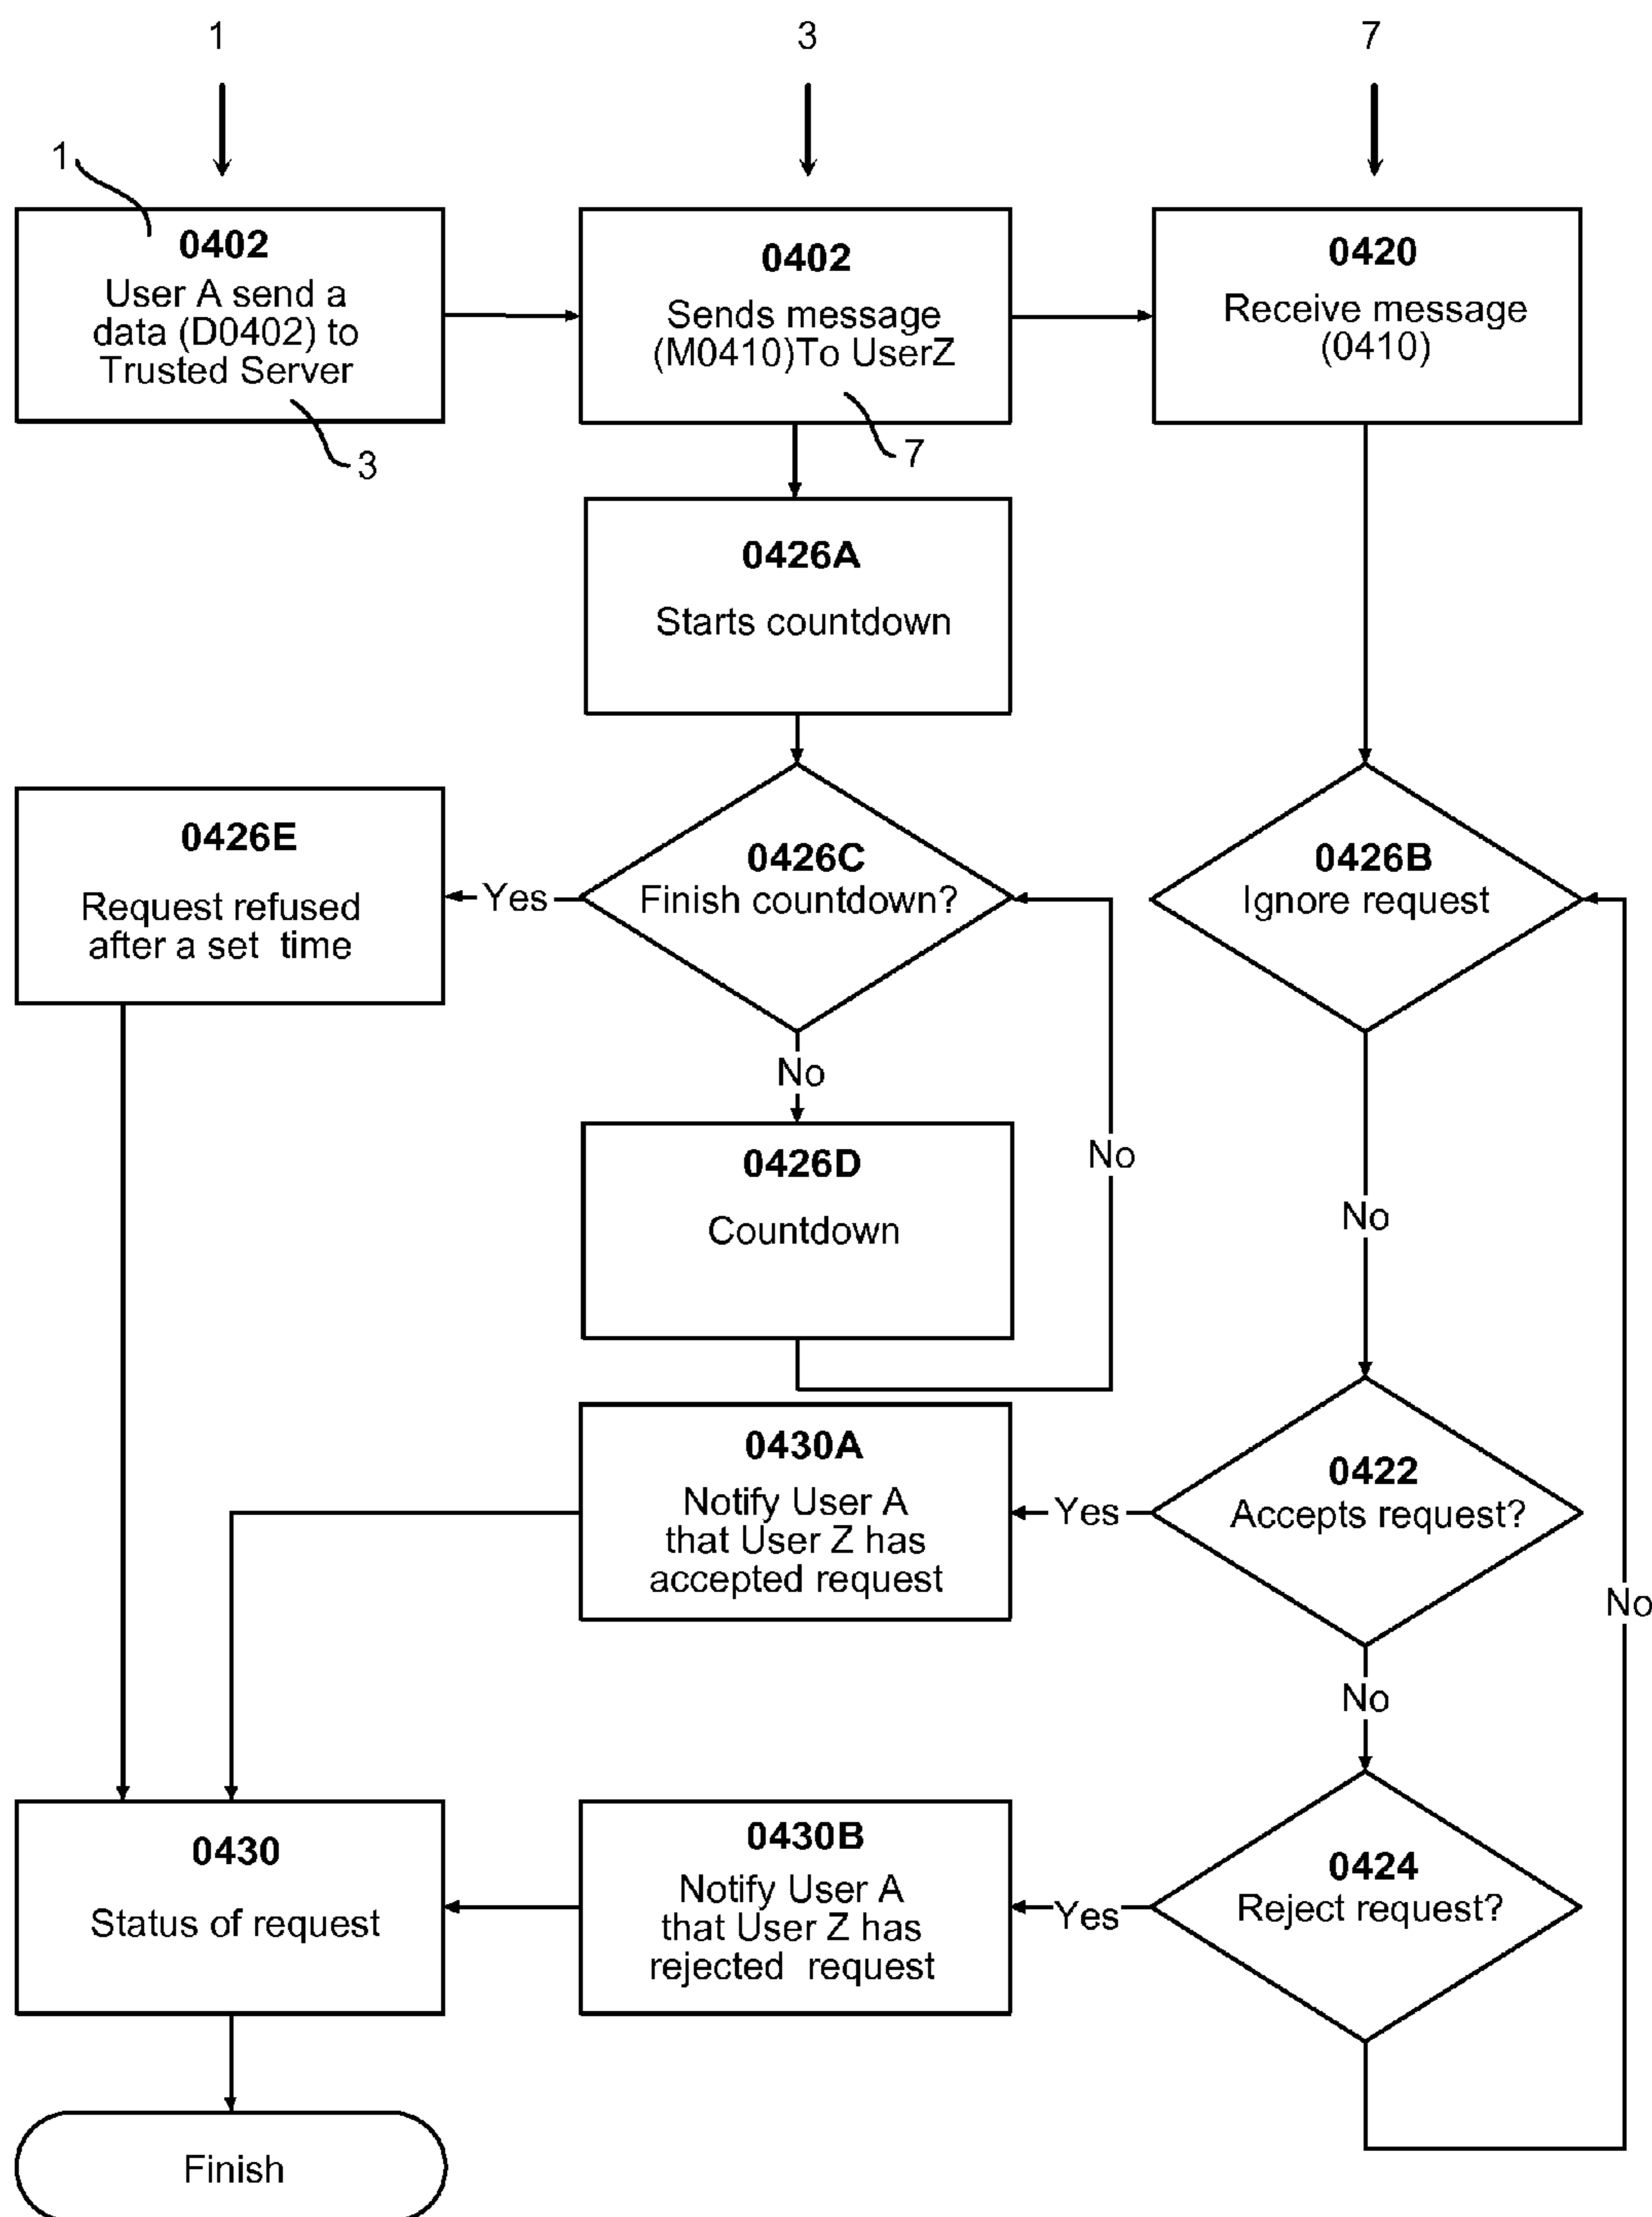 1
3
7
1
0402
User A send a
data (D0402) to
Trusted Server
3
0402
Sends message
(M0410)To UserZ
7
0420
Receive message
(0410)
0426A
Starts countdown
0426E
Request refused
after a set time
Yes
0426C
Finish countdown?
0426B
Ignore request
No
0426D
Countdown
No
No
0430A
Notify User A
that User Z has
accepted request
Yes
0422
Accepts request?
No
No
0430
Status of request
0430B
Notify User A
that User Z has
rejected request
Yes
0424
Reject request?
Finish